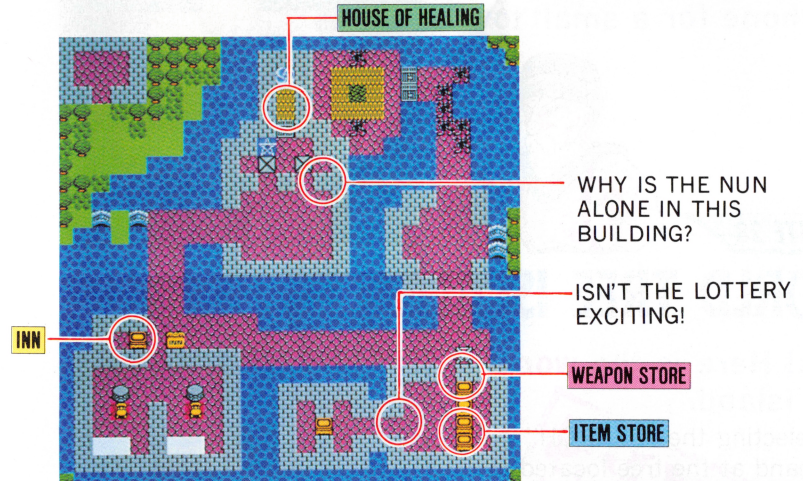 HOUSE OF HEALING
WHY IS THE NUN
ALONE IN THIS
BUILDING?
ISN'T THE LOTTERY
EXCITING!
INN
WEAPON STORE
ITEM STORE